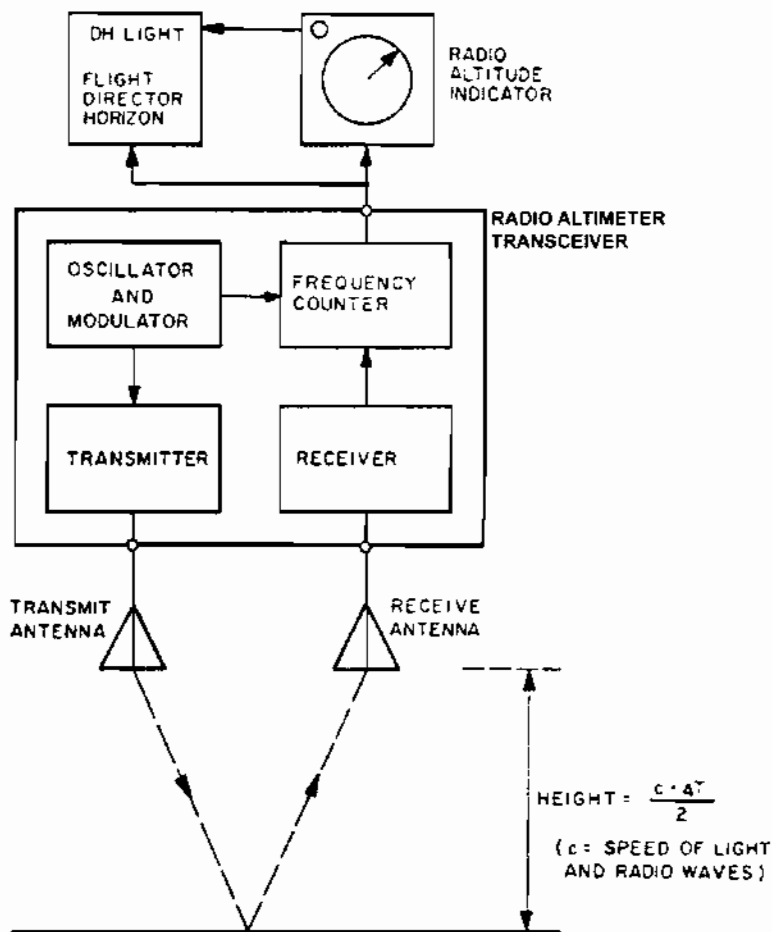 DH LIGHT
FLIGHT
DIRECTOR
HORIZON
RADIO
ALTITUDE
INDICATOR
RADIO ALTIMETER
TRANSCEIVER
OSCILLATOR
AND
MODULATOR
FREQUENCY
COUNTER
TRANSMITTER
RECEIVER
TRANSMIT
ANTENNA
RECEIVE
ANTENNA
HEIGHT = c · ΔT / 2
(c = SPEED OF LIGHT
AND RADIO WAVES)